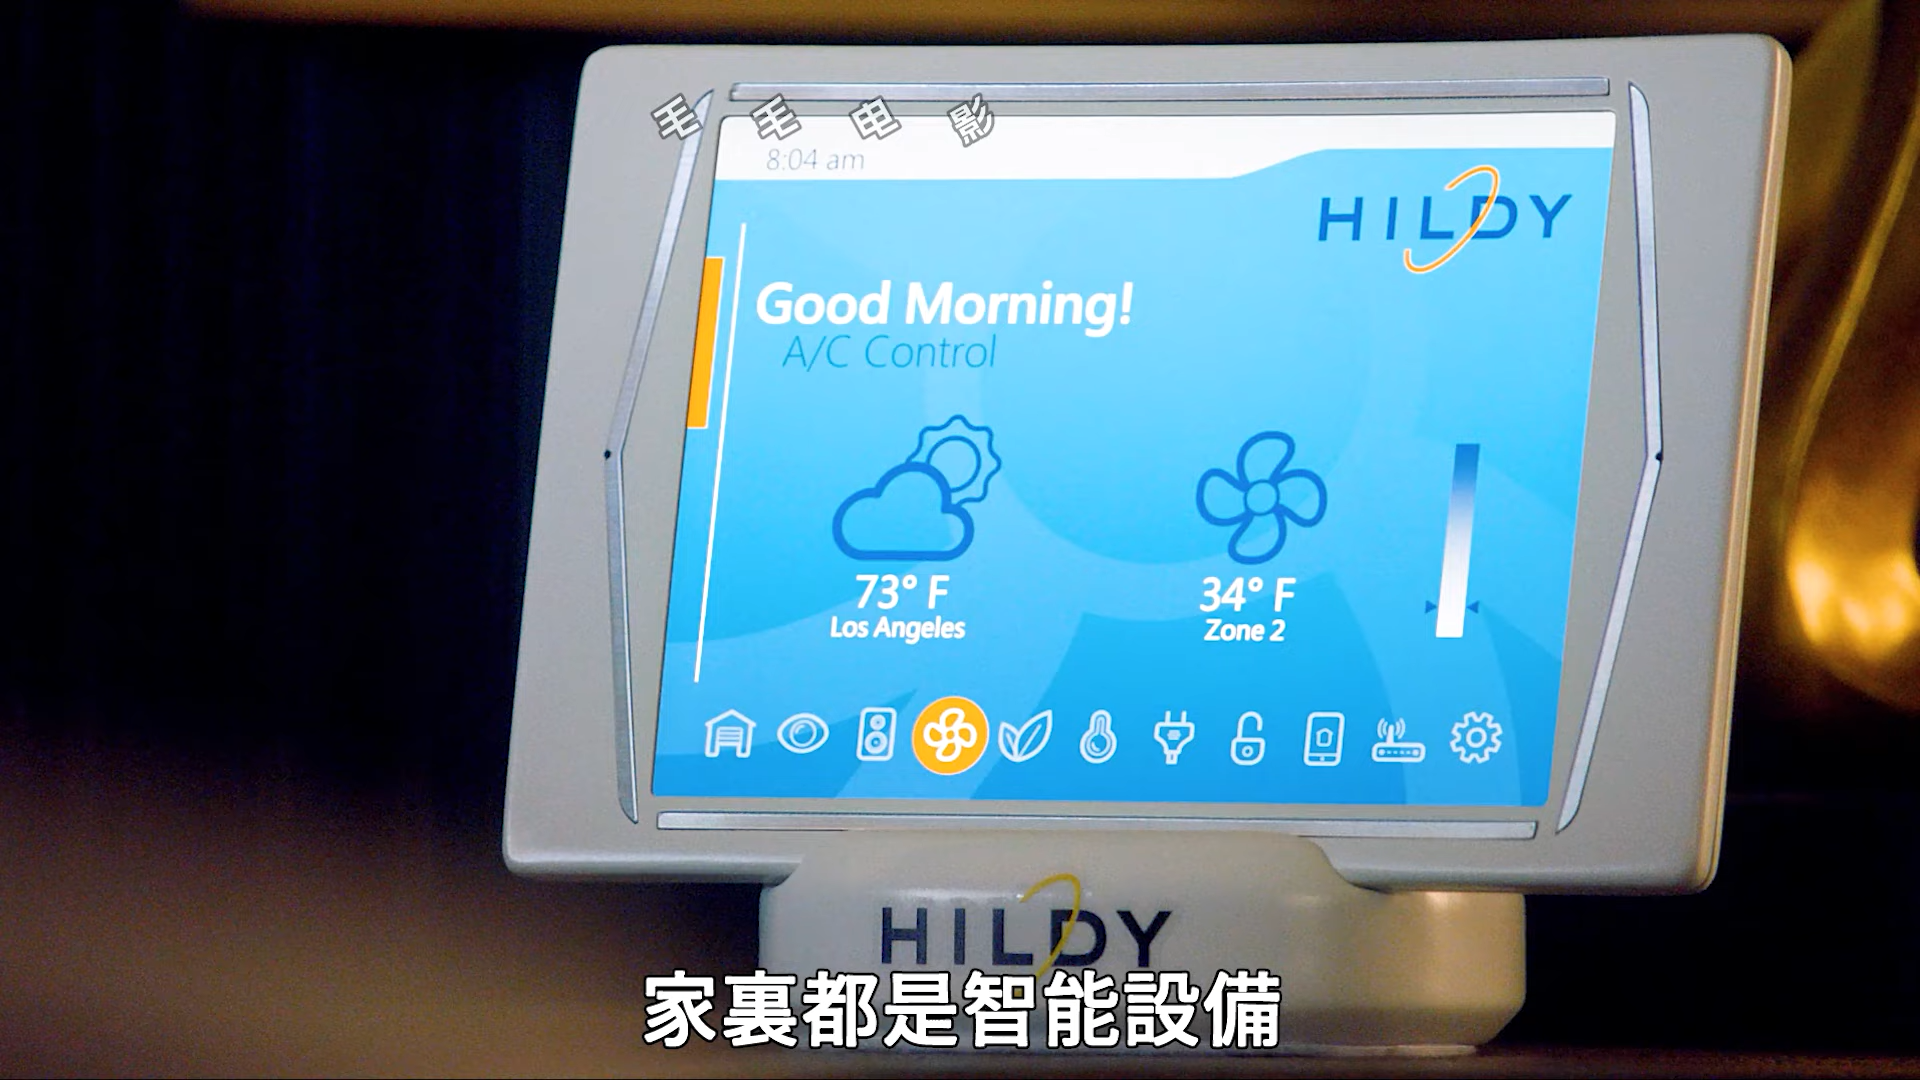 毛毛电影
8:04 am
HILDY
Good Morning!
A/C Control
73° F
Los Angeles
34° F
Zone 2
HILDY
家裏都是智能設備